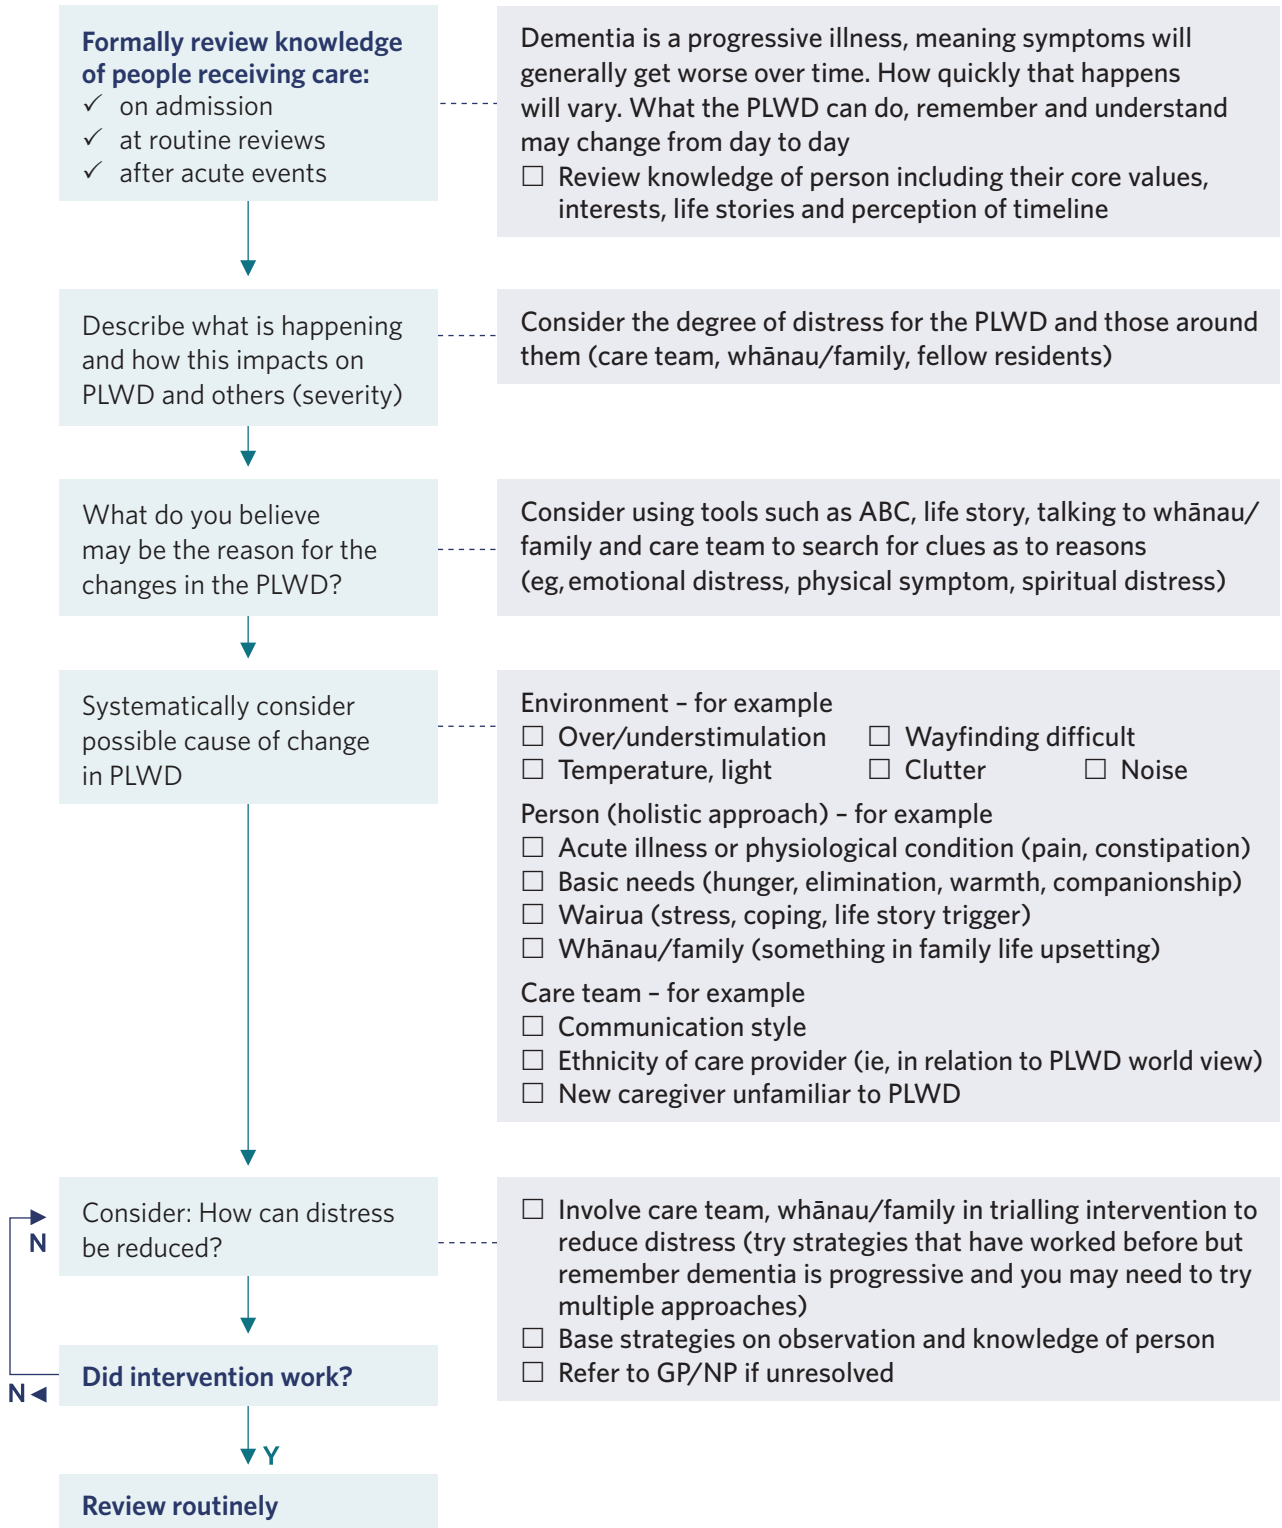 Formally review knowledge
of people receiving care:
✓ on admission
✓ at routine reviews
✓ after acute events
Dementia is a progressive illness, meaning symptoms will
generally get worse over time. How quickly that happens
will vary. What the PLWD can do, remember and understand
may change from day to day
☐ Review knowledge of person including their core values,
interests, life stories and perception of timeline
Describe what is happening
and how this impacts on
PLWD and others (severity)
Consider the degree of distress for the PLWD and those around
them (care team, whānau/family, fellow residents)
What do you believe
may be the reason for the
changes in the PLWD?
Consider using tools such as ABC, life story, talking to whānau/
family and care team to search for clues as to reasons
(eg, emotional distress, physical symptom, spiritual distress)
Systematically consider
possible cause of change
in PLWD
Environment – for example
☐ Over/understimulation ☐ Wayfinding difficult
☐ Temperature, light ☐ Clutter ☐ Noise
Person (holistic approach) – for example
☐ Acute illness or physiological condition (pain, constipation)
☐ Basic needs (hunger, elimination, warmth, companionship)
☐ Wairua (stress, coping, life story trigger)
☐ Whānau/family (something in family life upsetting)
Care team – for example
☐ Communication style
☐ Ethnicity of care provider (ie, in relation to PLWD world view)
☐ New caregiver unfamiliar to PLWD
Consider: How can distress
be reduced?
N
☐ Involve care team, whānau/family in trialling intervention to
reduce distress (try strategies that have worked before but
remember dementia is progressive and you may need to try
multiple approaches)
☐ Base strategies on observation and knowledge of person
☐ Refer to GP/NP if unresolved
Did intervention work?
N
Y
Review routinely